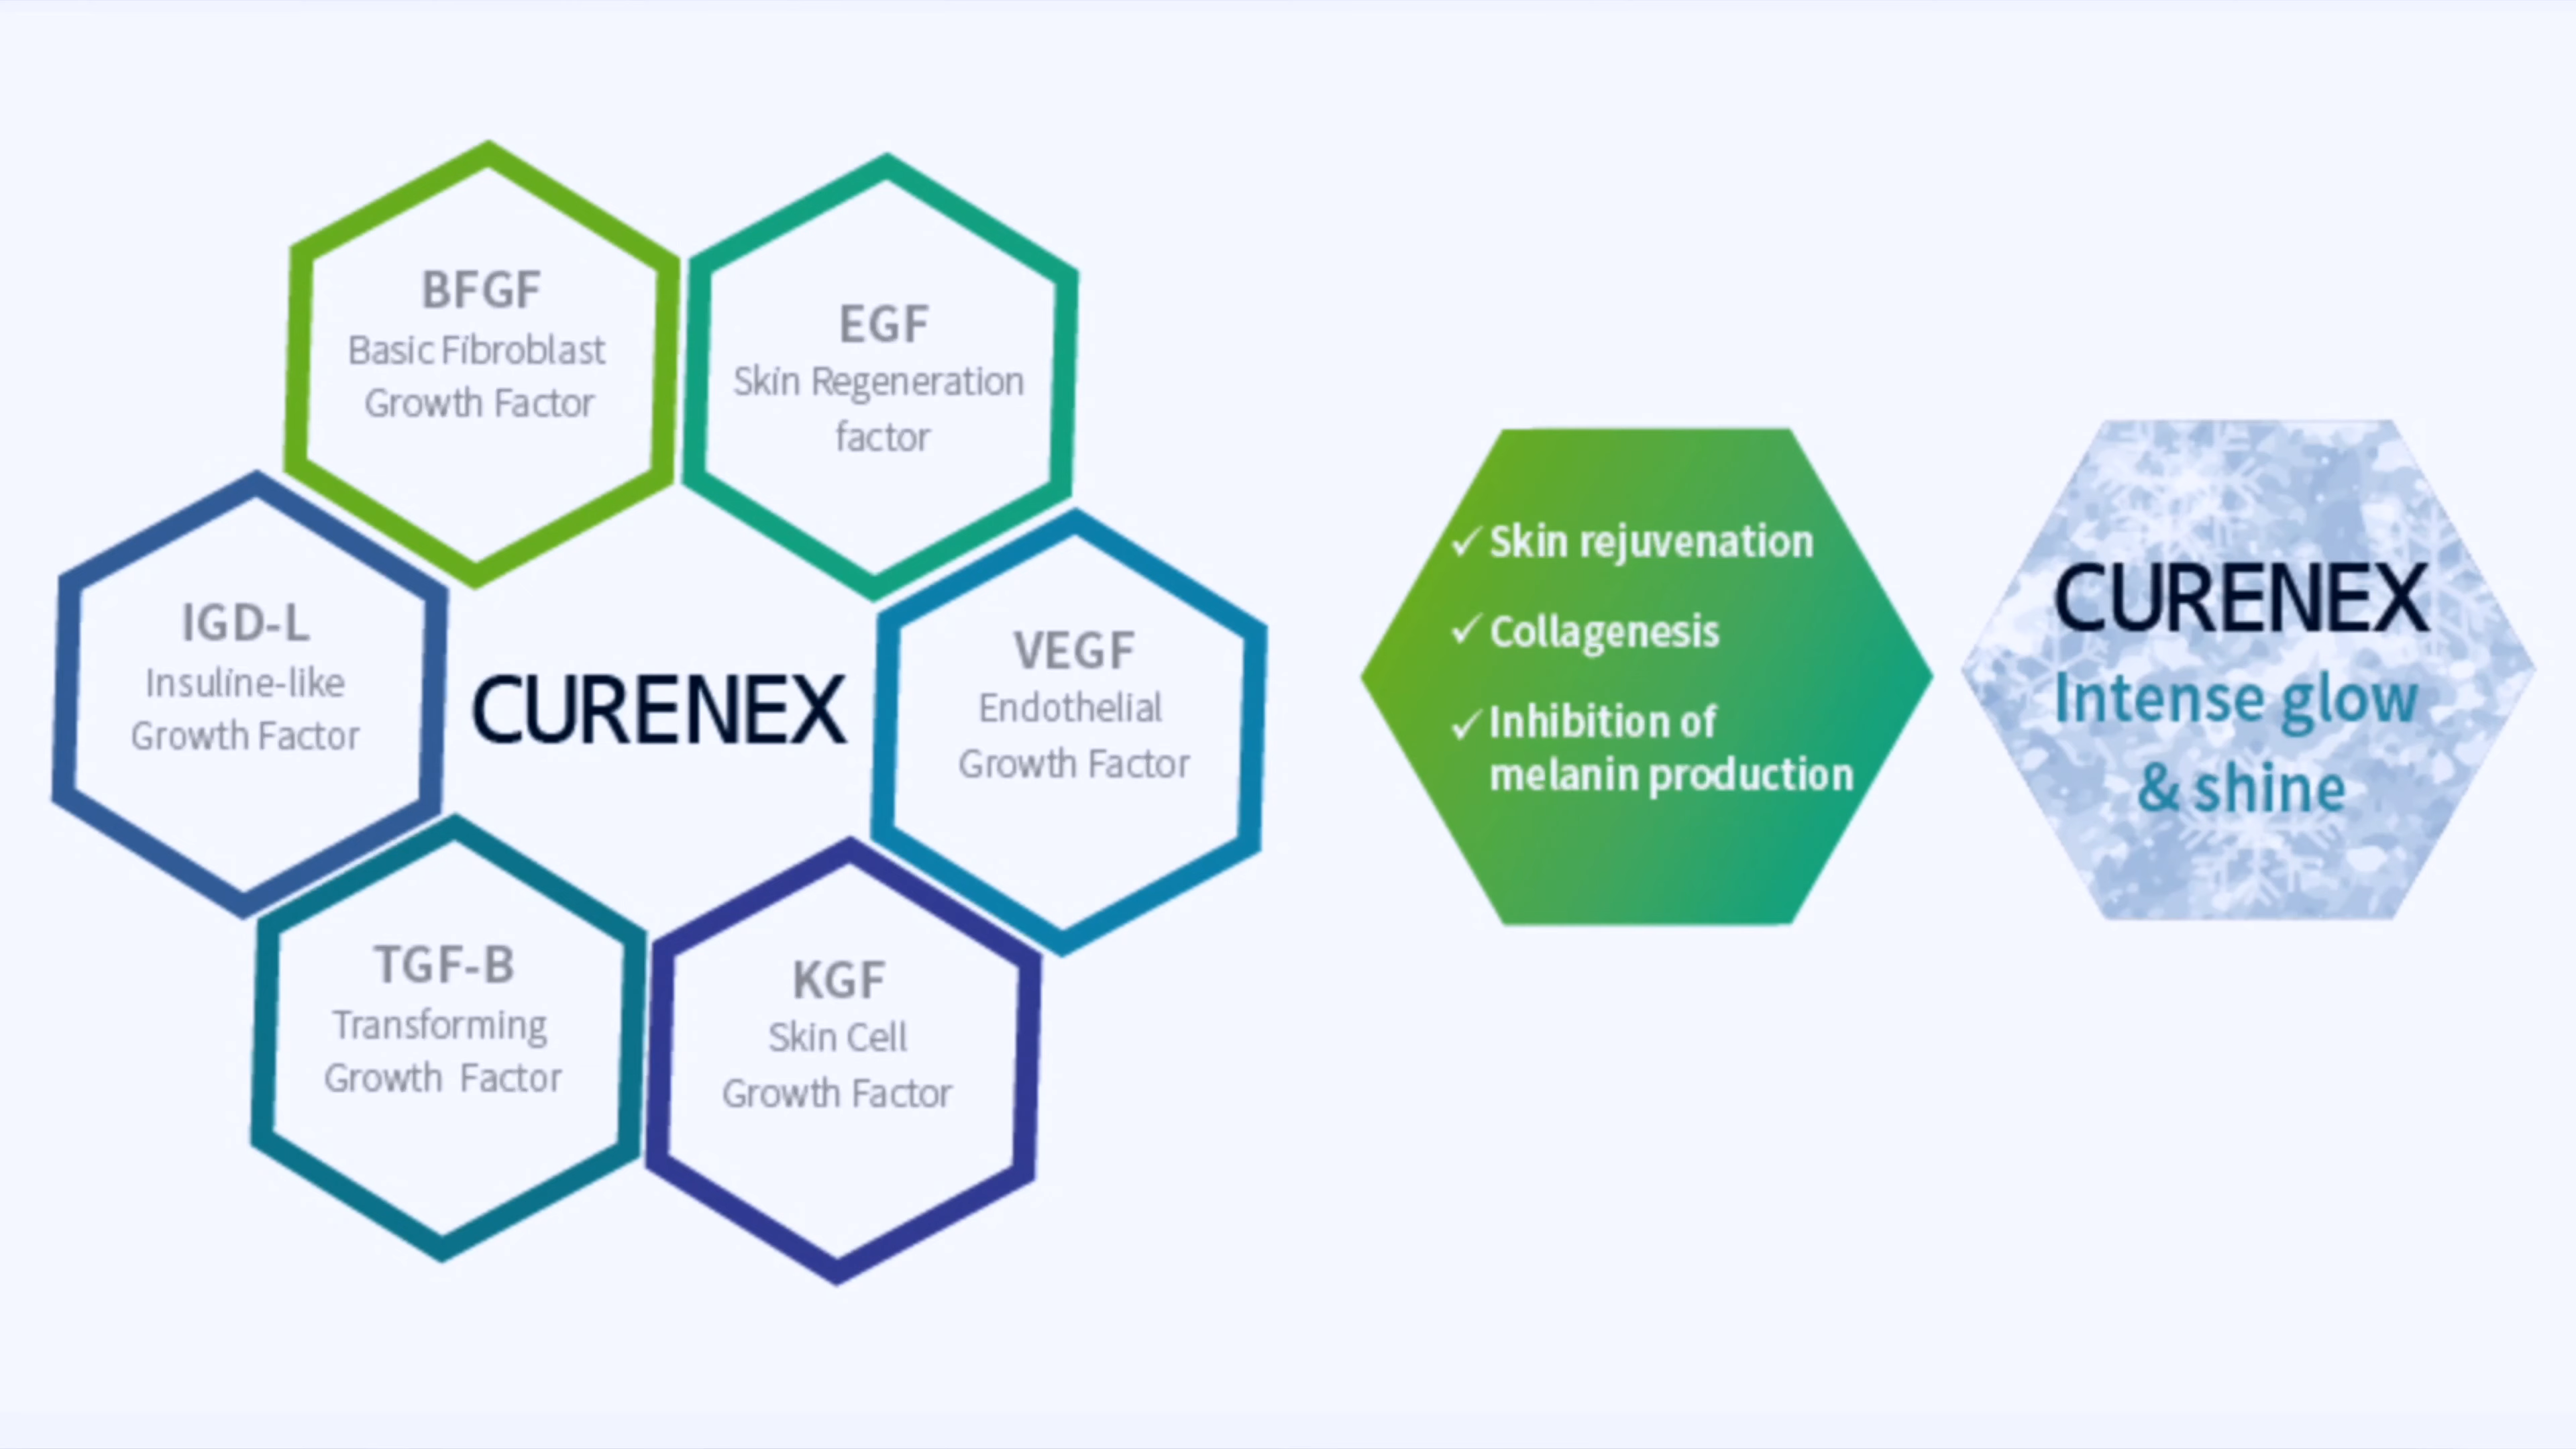 BFGF
Basic Fibroblast
Growth Factor
EGF
Skin Regeneration
factor
IGD-L
Insuline-like
Growth Factor
CURENEX
VEGF
Endothelial
Growth Factor
TGF-B
Transforming
Growth Factor
KGF
Skin Cell
Growth Factor
✓ Skin rejuvenation
✓ Collagenesis
✓ Inhibition of
melanin production
CURENEX
Intense glow
& shine